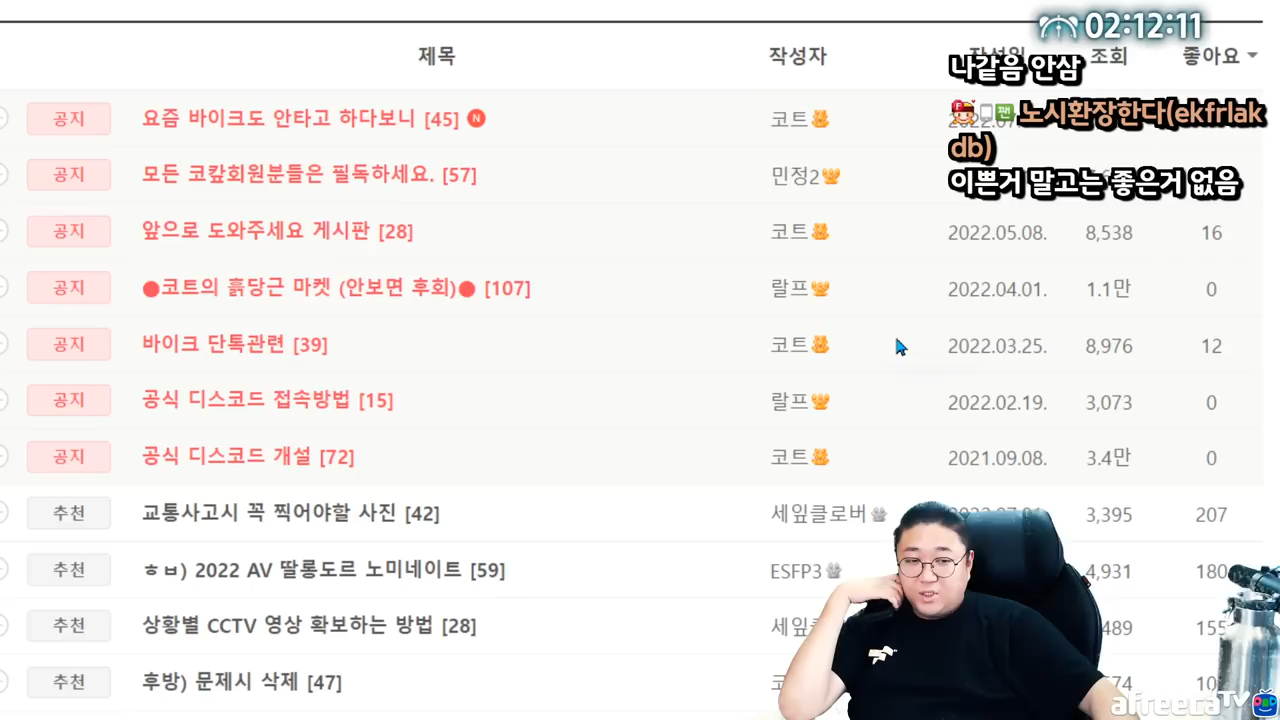 02:12:11
제목 작성자 작성일 조회 좋아요
나같음 안삼
공지 요즘 바이크도 안타고 하다보니 [45] N 코트
노시환장한다(ekfrlak
db)
공지 모든 코캎회원분들은 필독하세요. [57] 민정2
이쁜거 말고는 좋은거 없음
공지 앞으로 도와주세요 게시판 [28] 코트 2022.05.08. 8,538 16
공지 코트의 흙당근 마켓 (안보면 후회) [107] 랄프 2022.04.01. 1.1만 0
공지 바이크 단톡관련 [39] 코트 2022.03.25. 8,976 12
공지 공식 디스코드 접속방법 [15] 랄프 2022.02.19. 3,073 0
공지 공식 디스코드 개설 [72] 코트 2021.09.08. 3.4만 0
추천 교통사고시 꼭 찍어야할 사진 [42] 세잎클로버 3,395 207
추천 ㅎㅂ) 2022 AV 딸롱도르 노미네이트 [59] ESFP3 4,931 180
추천 상황별 CCTV 영상 확보하는 방법 [28] 세잎 489 155
추천 후방) 문제시 삭제 [47]
afreecaTV